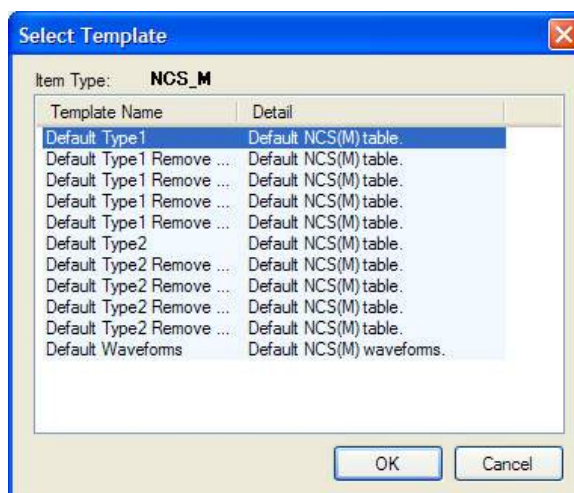 Select Template
Item Type: NCS_M
Template Name Detail
Default Type1 Default NCS(M) table.
Default Type1 Remove ... Default NCS(M) table.
Default Type1 Remove ... Default NCS(M) table.
Default Type1 Remove ... Default NCS(M) table.
Default Type1 Remove ... Default NCS(M) table.
Default Type2 Default NCS(M) table.
Default Type2 Remove ... Default NCS(M) table.
Default Type2 Remove ... Default NCS(M) table.
Default Type2 Remove ... Default NCS(M) table.
Default Type2 Remove ... Default NCS(M) table.
Default Waveforms Default NCS(M) waveforms.
OK Cancel